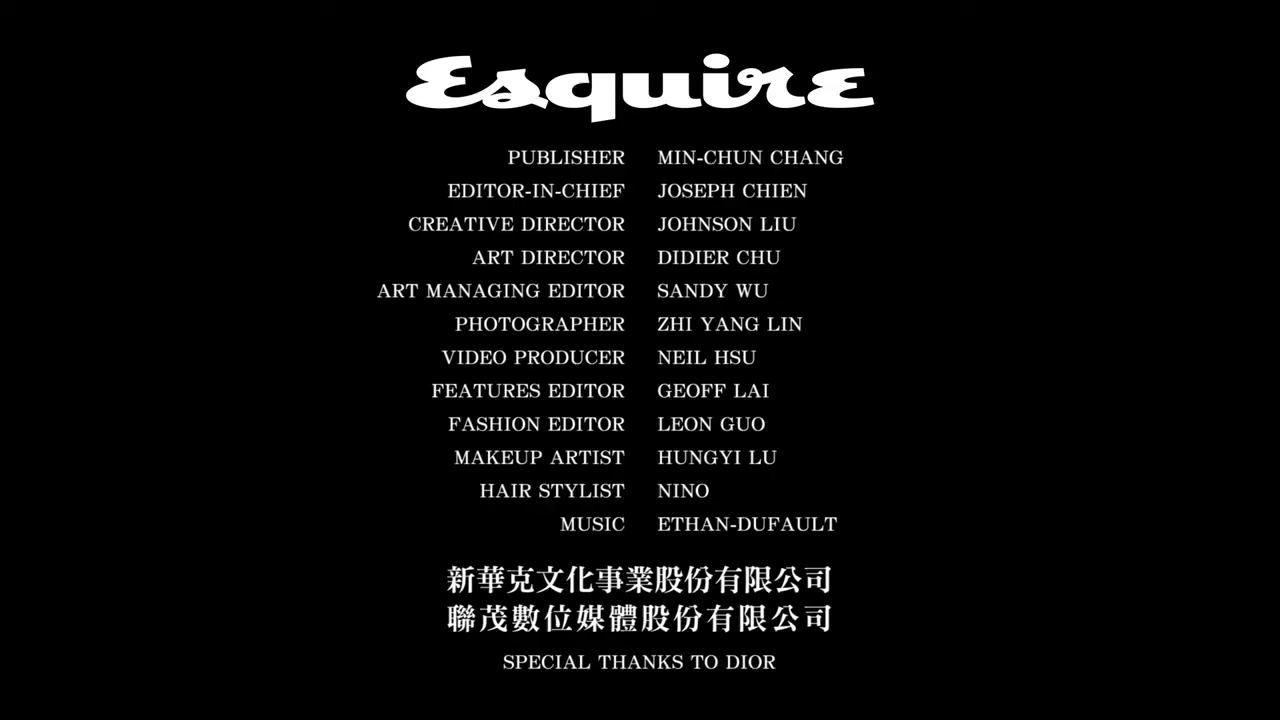 Esquire
PUBLISHER MIN-CHUN CHANG
EDITOR-IN-CHIEF JOSEPH CHIEN
CREATIVE DIRECTOR JOHNSON LIU
ART DIRECTOR DIDIER CHU
ART MANAGING EDITOR SANDY WU
PHOTOGRAPHER ZHI YANG LIN
VIDEO PRODUCER NEIL HSU
FEATURES EDITOR GEOFF LAI
FASHION EDITOR LEON GUO
MAKEUP ARTIST HUNGYI LU
HAIR STYLIST NINO
MUSIC ETHAN-DUFAULT
新華克文化事業股份有限公司
聯茂數位媒體股份有限公司
SPECIAL THANKS TO DIOR